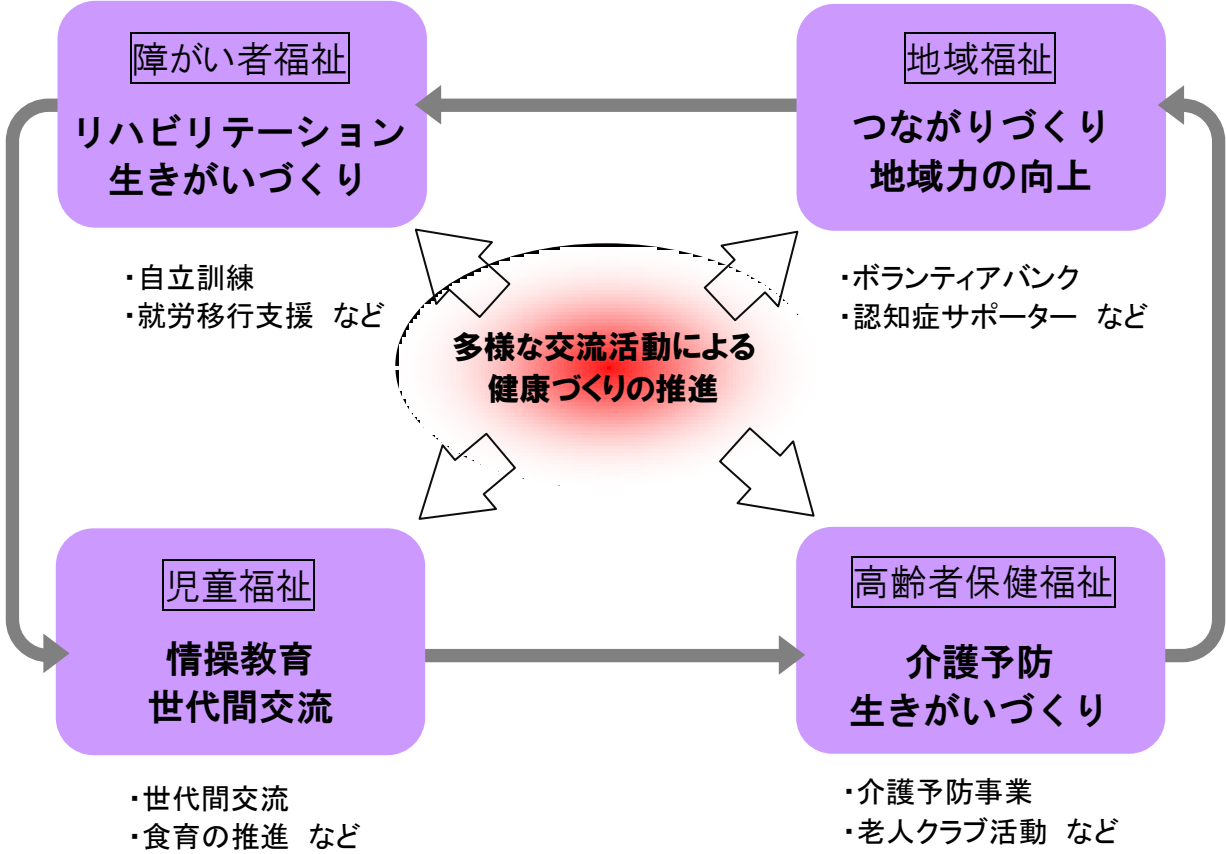 障がい者福祉
リハビリテーション
生きがいづくり
・自立訓練
・就労移行支援 など
地域福祉
つながりづくり
地域力の向上
・ボランティアバンク
・認知症サポーター など
多様な交流活動による
健康づくりの推進
児童福祉
情操教育
世代間交流
・世代間交流
・食育の推進 など
高齢者保健福祉
介護予防
生きがいづくり
・介護予防事業
・老人クラブ活動 など